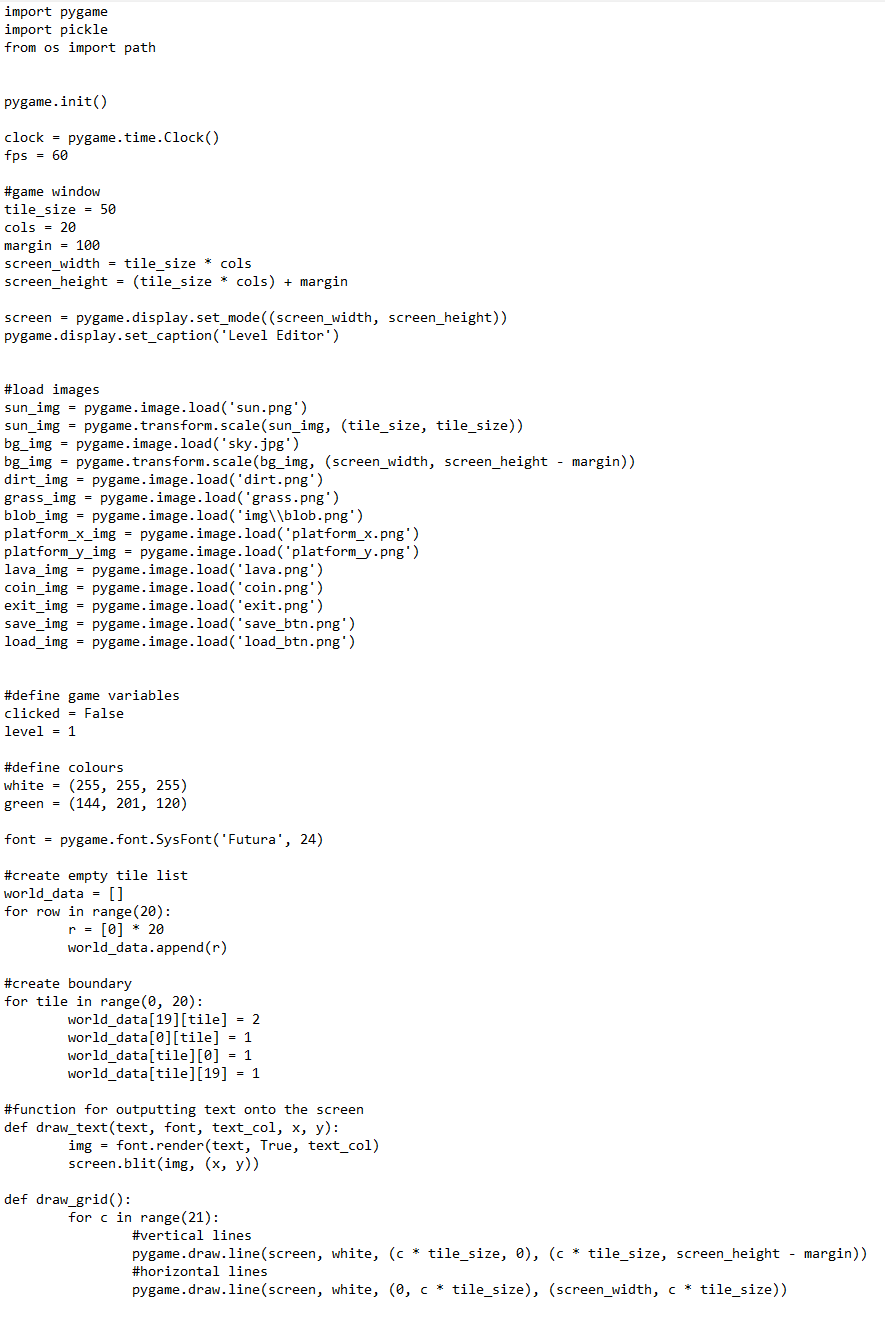 import pygame
import pickle
from os import path
pygame.init()
clock = pygame.time.Clock()
fps = 60
#game window
tile_size = 50
cols = 20
margin = 100
screen_width = tile_size * cols
screen_height = (tile_size * cols) + margin
screen = pygame.display.set_mode((screen_width, screen_height))
pygame.display.set_caption('Level Editor')
#load images
sun_img = pygame.image.load('sun.png')
sun_img = pygame.transform.scale(sun_img, (tile_size, tile_size))
bg_img = pygame.image.load('sky.jpg')
bg_img = pygame.transform.scale(bg_img, (screen_width, screen_height - margin))
dirt_img = pygame.image.load('dirt.png')
grass_img = pygame.image.load('grass.png')
blob_img = pygame.image.load('img\\blob.png')
platform_x_img = pygame.image.load('platform_x.png')
platform_y_img = pygame.image.load('platform_y.png')
lava_img = pygame.image.load('lava.png')
coin_img = pygame.image.load('coin.png')
exit_img = pygame.image.load('exit.png')
save_img = pygame.image.load('save_btn.png')
load_img = pygame.image.load('load_btn.png')
#define game variables
clicked = False
level = 1
#define colours
white = (255, 255, 255)
green = (144, 201, 120)
font = pygame.font.SysFont('Futura', 24)
#create empty tile list
world_data = []
for row in range(20):
        r = [0] * 20
        world_data.append(r)
#create boundary
for tile in range(0, 20):
        world_data[19][tile] = 2
        world_data[0][tile] = 1
        world_data[tile][0] = 1
        world_data[tile][19] = 1
#function for outputting text onto the screen
def draw_text(text, font, text_col, x, y):
        img = font.render(text, True, text_col)
        screen.blit(img, (x, y))
def draw_grid():
        for c in range(21):
                #vertical lines
                pygame.draw.line(screen, white, (c * tile_size, 0), (c * tile_size, screen_height - margin))
                #horizontal lines
                pygame.draw.line(screen, white, (0, c * tile_size), (screen_width, c * tile_size))